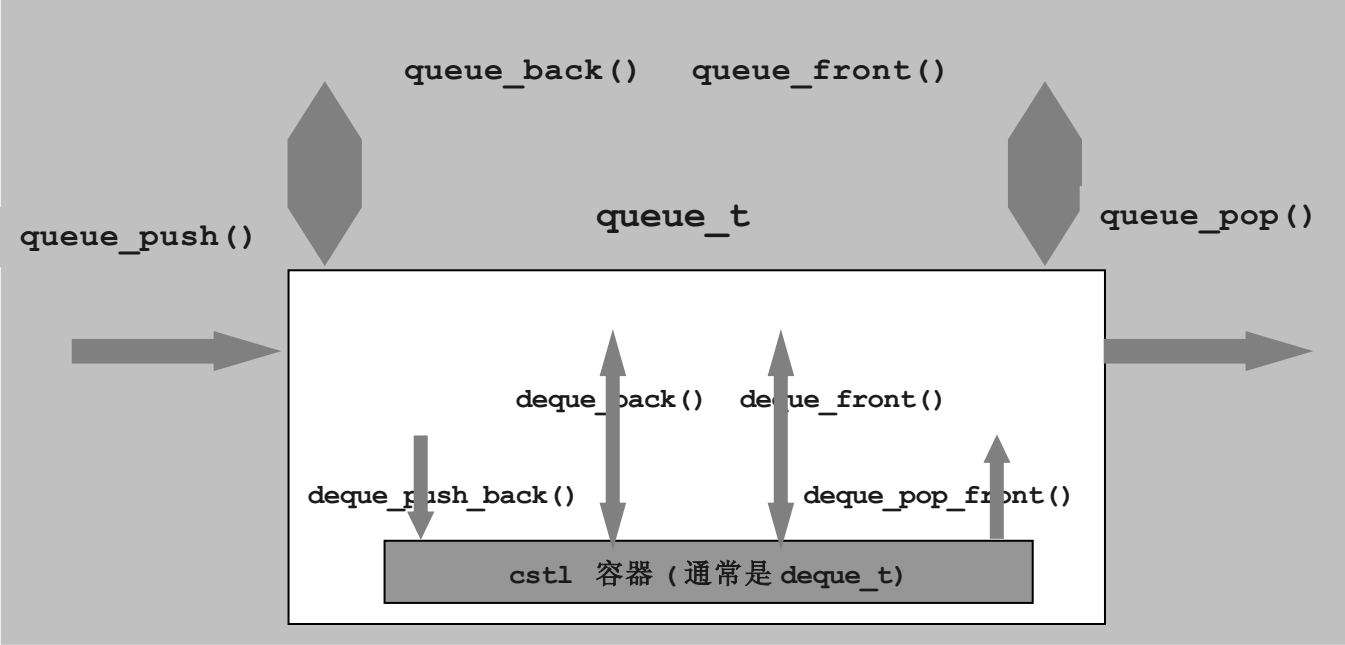 queue_back() queue_front()
queue_push() queue_t queue_pop()
deque_back() deque_front()
deque_push_back() deque_pop_front()
cstl 容器 (通常是 deque_t)